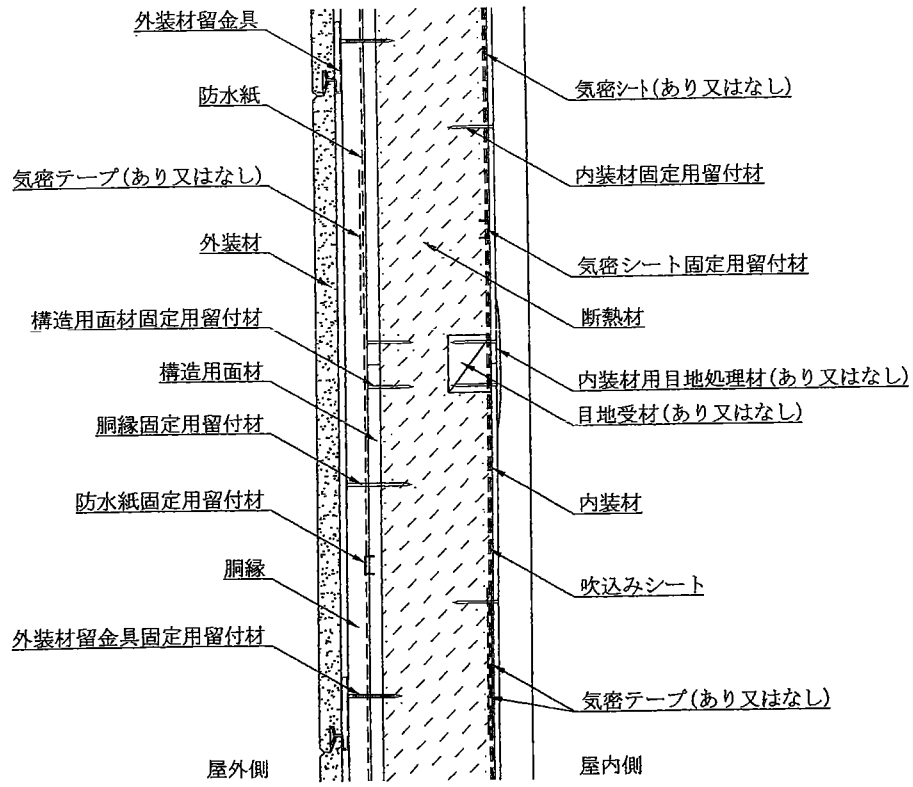 外装材留金具
防水紙
気密テープ(あり又はなし)
外装材
構造用面材固定用留付材
構造用面材
胴縁固定用留付材
防水紙固定用留付材
胴縁
外装材留金具固定用留付材
屋外側
気密シート(あり又はなし)
内装材固定用留付材
気密シート固定用留付材
断熱材
内装材用目地処理材(あり又はなし)
目地受材(あり又はなし)
内装材
吹込みシート
気密テープ(あり又はなし)
屋内側